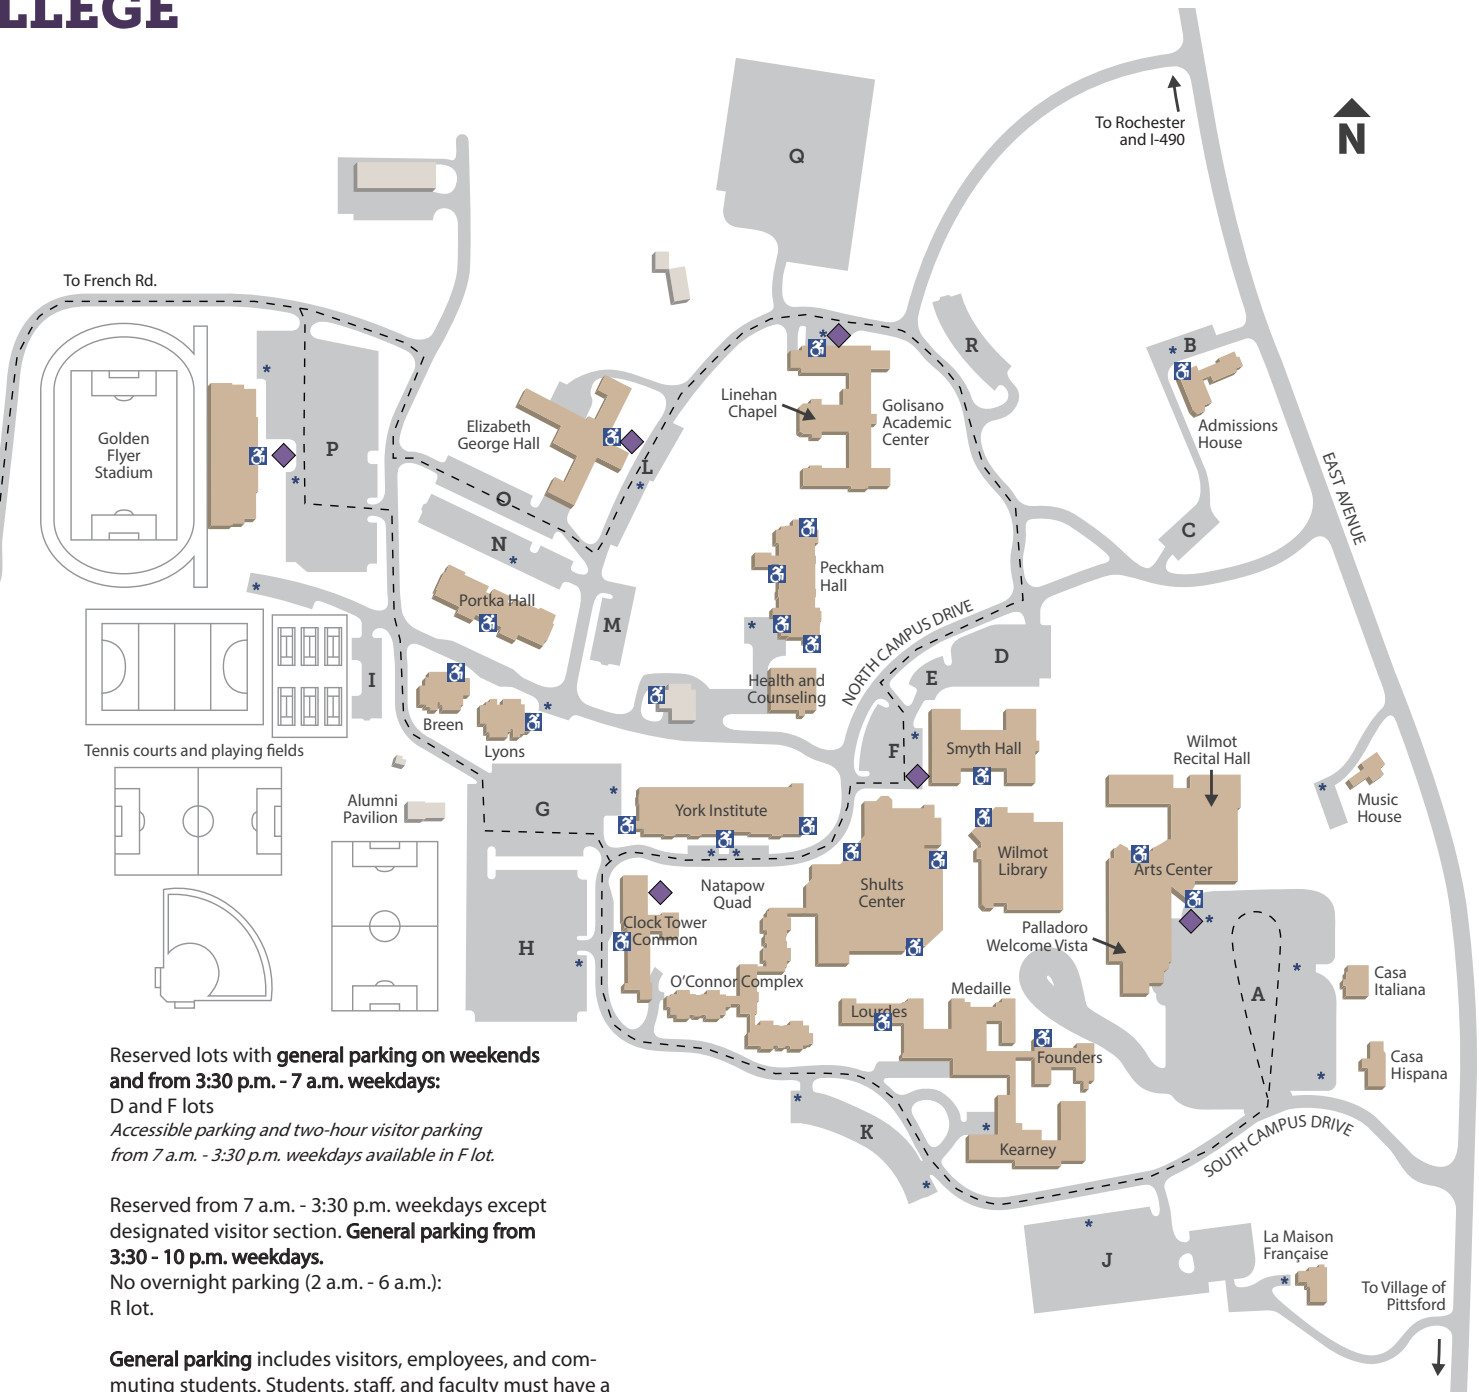 LLEGE
Q
To Rochester
and I-490
N
To French Rd.
R
B
Linehan
Chapel
Golisano
Academic
Center
Admissions
House
Elizabeth
George Hall
Golden
Flyer
Stadium
P
L
O
EAST AVENUE
C
N
Peckham
Hall
Portka Hall
M
NORTH CAMPUS DRIVE
D
E
I
Health and
Counseling
Breen
Lyons
F
Smyth Hall
Wilmot
Recital Hall
Tennis courts and playing fields
Alumni
Pavilion
G
York Institute
Music
House
Wilmot
Library
Arts Center
Natapow
Quad
Shults
Center
Clock Tower
Common
Palladoro
Welcome Vista
H
O'Connor Complex
Medaille
Casa
Italiana
A
Lourdes
Founders
Casa
Hispana
K
Kearney
SOUTH CAMPUS DRIVE
J
La Maison
Française
To Village of
Pittsford
Reserved lots with general parking on weekends
and from 3:30 p.m. - 7 a.m. weekdays:
D and F lots
Accessible parking and two-hour visitor parking
from 7 a.m. - 3:30 p.m. weekdays available in F lot.
Reserved from 7 a.m. - 3:30 p.m. weekdays except
designated visitor section. General parking from
3:30 - 10 p.m. weekdays.
No overnight parking (2 a.m. - 6 a.m.):
R lot.
General parking includes visitors, employees, and com-
muting students. Students, staff, and faculty must have a